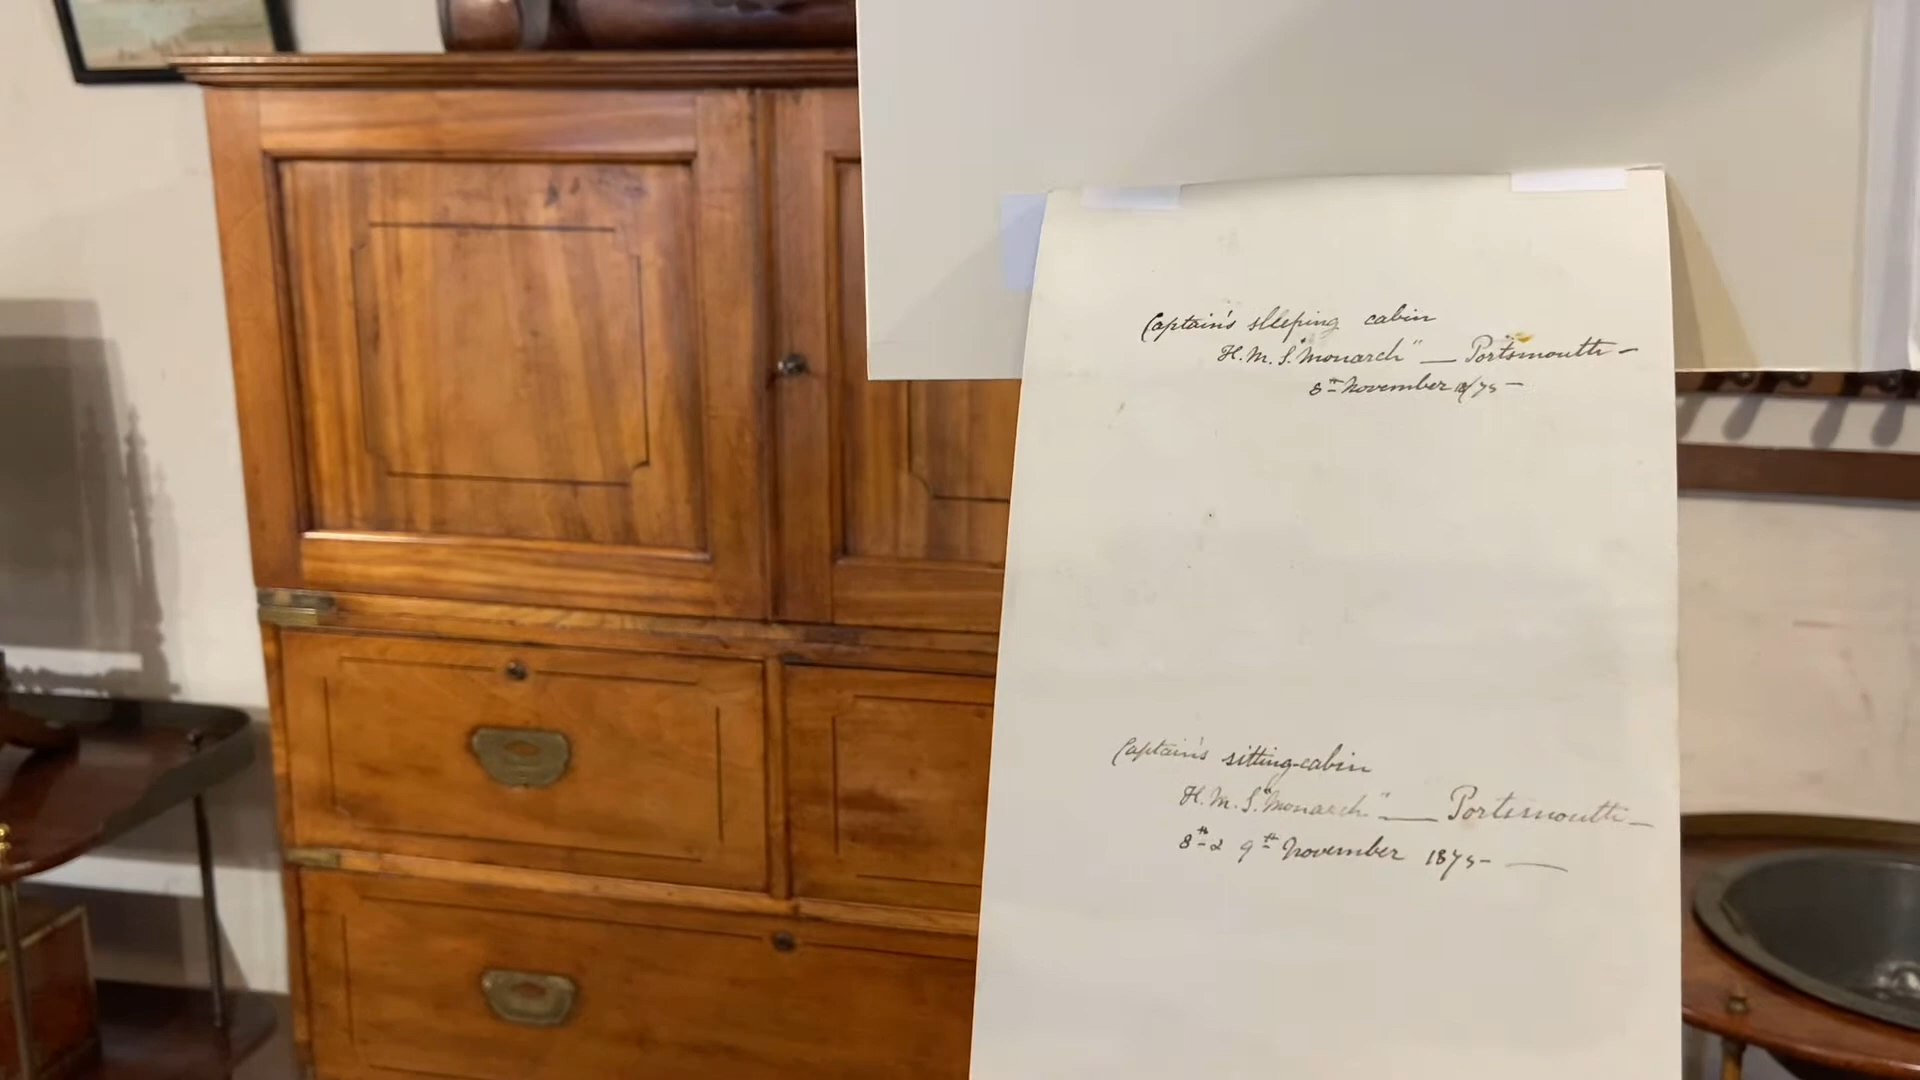 Captain's sleeping cabin
H.M.S. "Monarch" — Portsmouth —
8th November 1875 —
Captain's sitting-cabin
H.M.S. "Monarch" — Portsmouth —
8th & 9th November 1875 — —